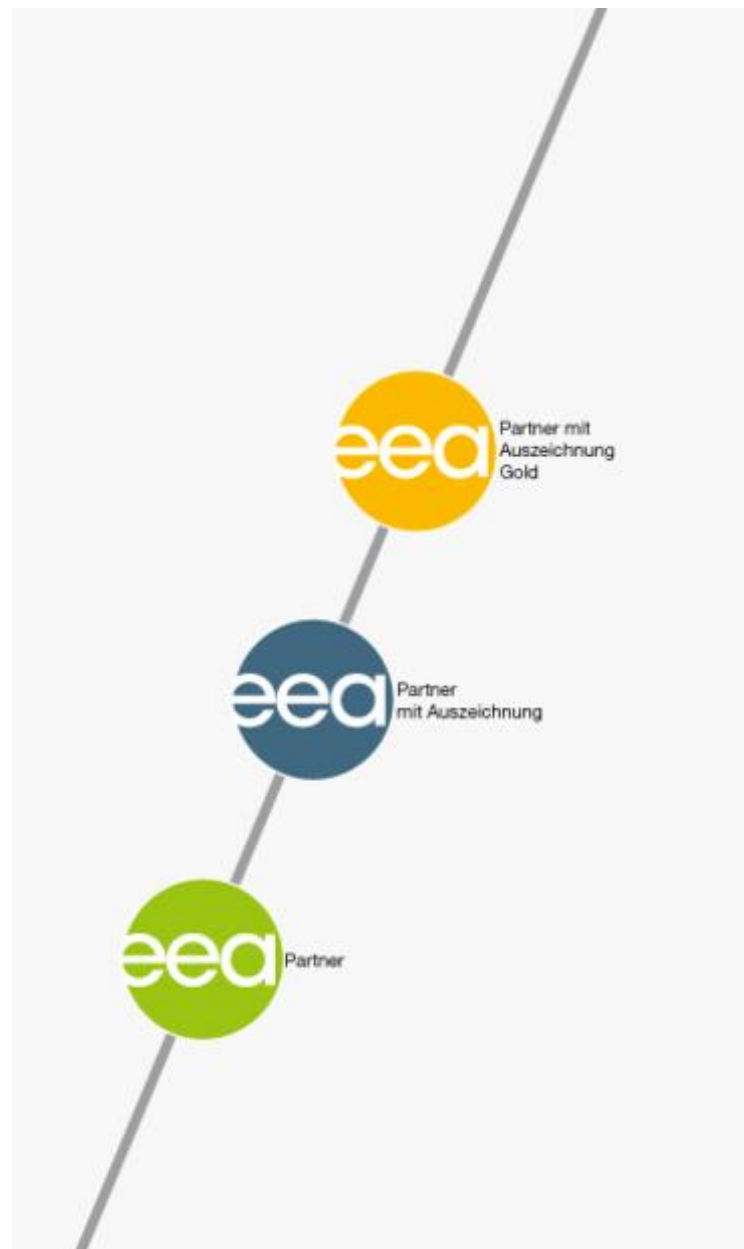 eea
Partner mit
Auszeichnung
Gold
eea
Partner
mit Auszeichnung
eea
Partner